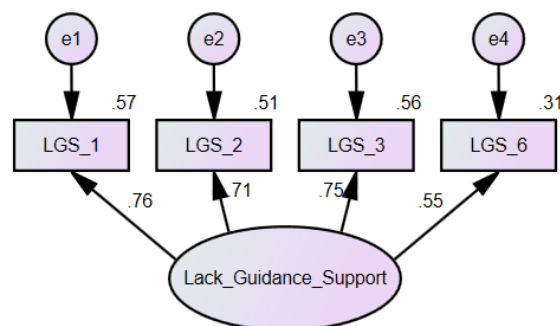 e1 e2 e3 e4
.57 .51 .56 .31
LGS_1 LGS_2 LGS_3 LGS_6
.76 .71 .75 .55
Lack_Guidance_Support